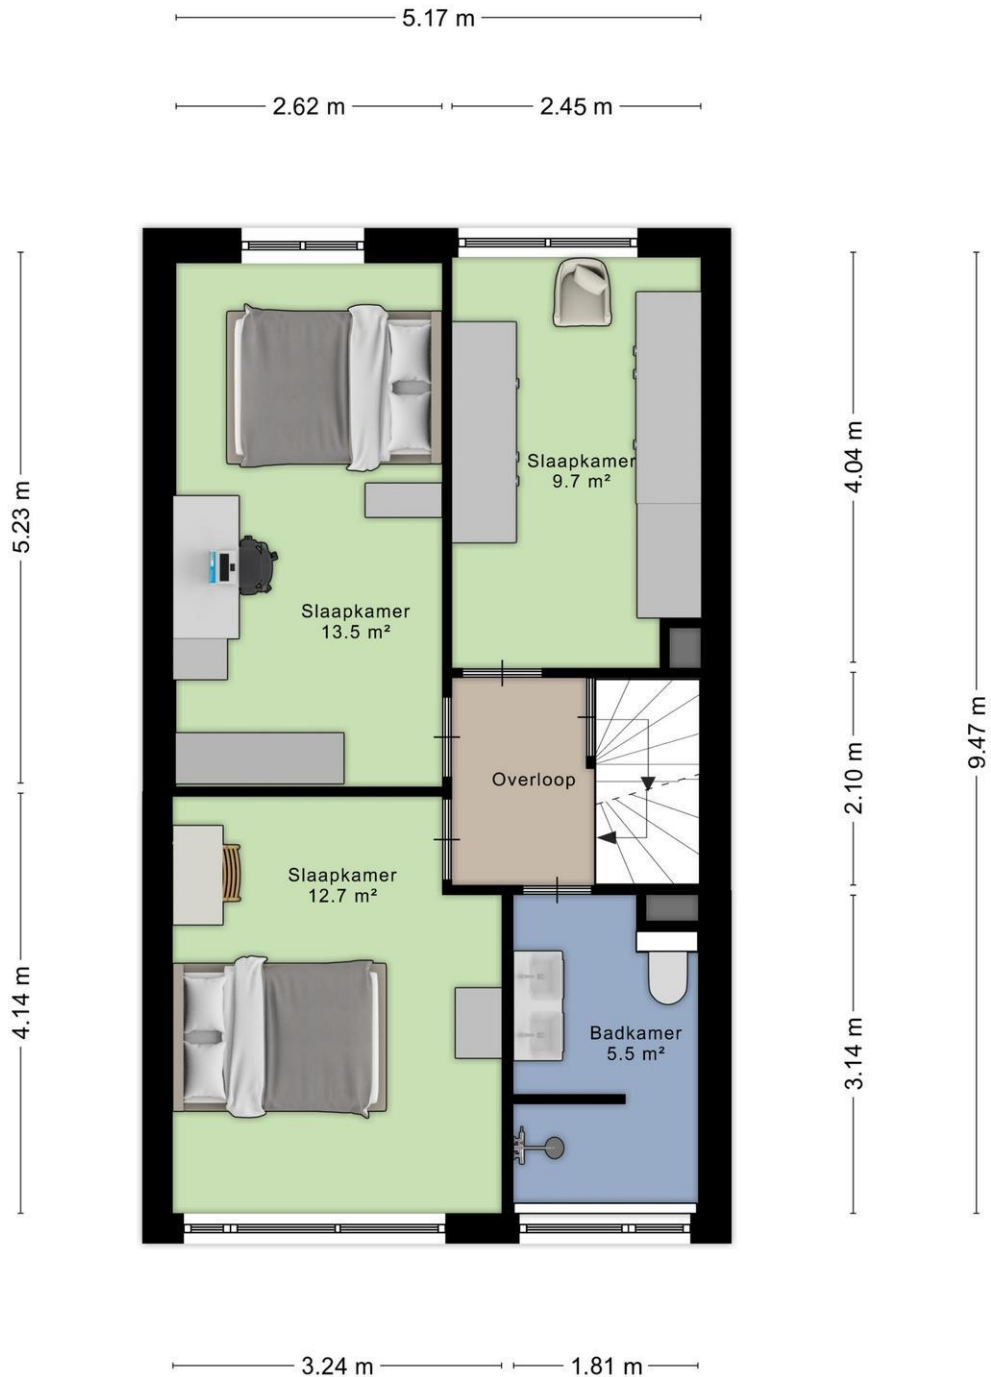 5.17 m
2.62 m
2.45 m
5.23 m
4.14 m
Slaapkamer
13.5 m²
Slaapkamer
9.7 m²
Overloop
Slaapkamer
12.7 m²
Badkamer
5.5 m²
4.04 m
2.10 m
3.14 m
9.47 m
3.24 m
1.81 m